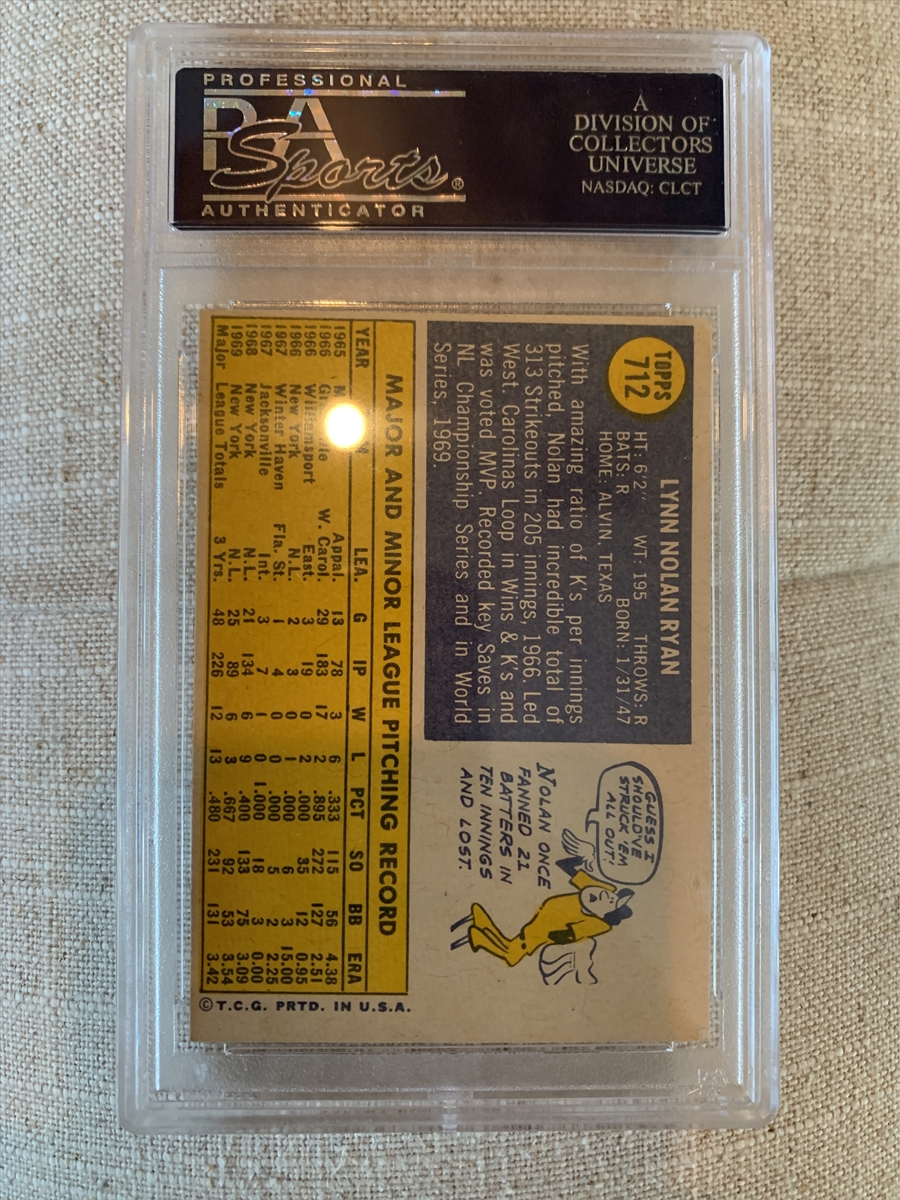 PROFESSIONAL
PSA
Sports®
AUTHENTICATOR
A
DIVISION OF
COLLECTORS
UNIVERSE
NASDAQ: CLCT
TOPPS
712
LYNN NOLAN RYAN
HT: 6'2" WT: 195 THROWS: R
BATS: R BORN: 1/31/47
HOME: ALVIN, TEXAS
With amazing ratio of K's per innings
pitched, Nolan had incredible total of
313 Strikeouts in 205 innings, 1966. Led
West. Carolinas Loop in Wins & K's and
was voted MVP. Recorded key Saves in
NL Championship Series and in World
Series, 1969.
GUESS I
SHOULD'VE
STRUCK 'EM
ALL OUT!
NOLAN ONCE
FANNED 21
BATTERS IN
TEN INNINGS
AND LOST.
MAJOR AND MINOR LEAGUE PITCHING RECORD
YEAR LEA. G IP W L PCT SO BB ERA
1965 Appal. 13 78 3 6 .333 115 56 4.38
1966 W. Carol. 29 183 17 2 .895 272 127 2.51
1966 Williamsport East. 3 19 0 2 .000 35 12 0.95
1966 New York N.L. 2 3 0 1 .000 6 3 15.00
1967 Winter Haven Fla. St. 1 4 0 0 .000 5 2 2.25
1967 Jacksonville Int. 3 7 1 0 1.000 18 3 0.00
1968 New York N.L. 21 134 6 9 .400 133 75 3.09
1969 New York N.L. 25 89 6 3 .667 92 53 3.54
Major League Totals 3 Yrs. 48 226 12 13 .480 231 131 3.42
© T.C.G. PRTD. IN U.S.A.